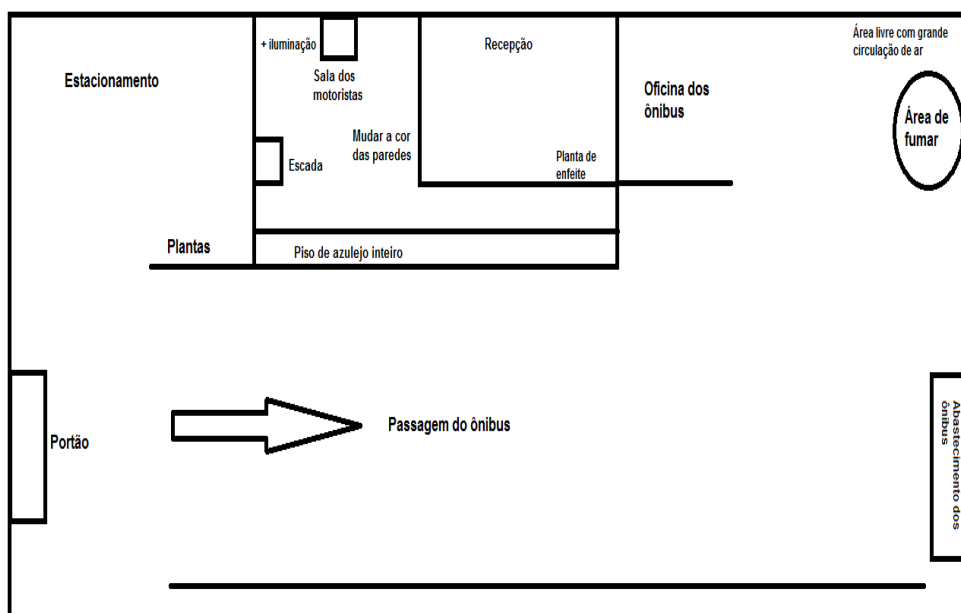 Estacionamento
+ iluminação
Sala dos
motoristas
Escada
Mudar a cor
das paredes
Recepção
Planta de
enfeite
Oficina dos
ônibus
Área livre com grande
circulação de ar
Área de
fumar
Plantas
Piso de azulejo inteiro
Portão
Passagem do ônibus
Abastecimento dos
ônibus